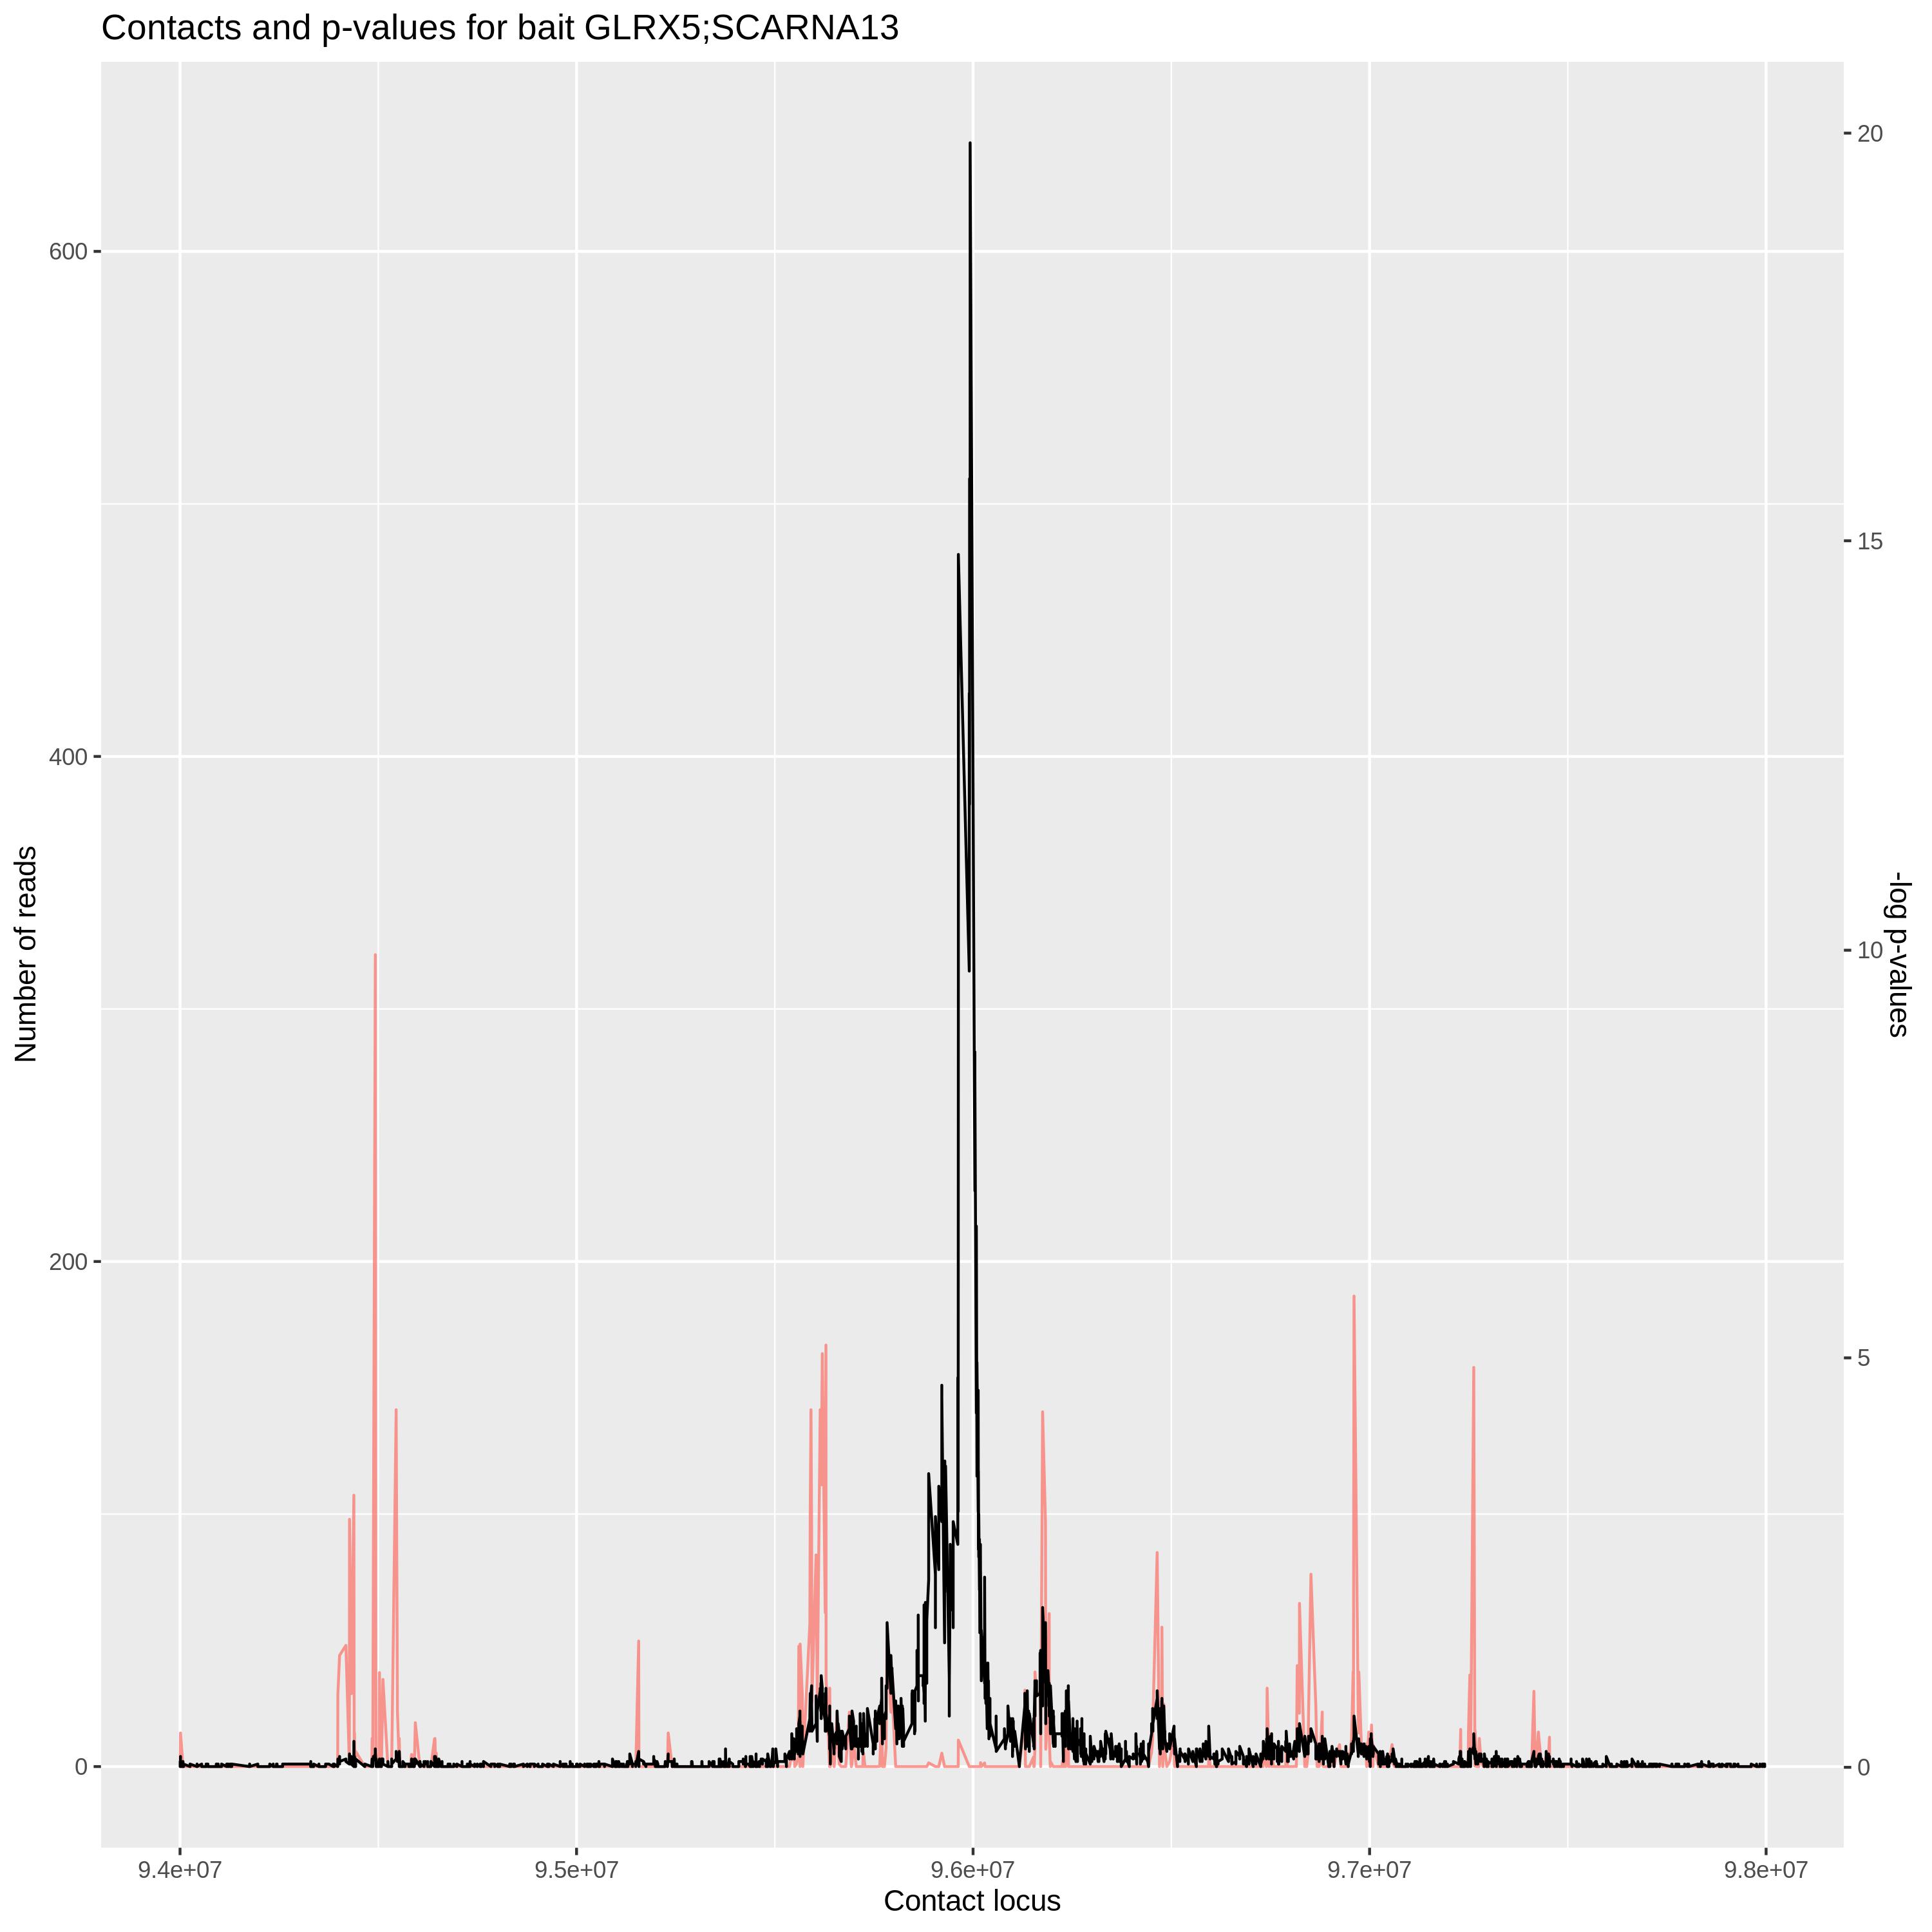 Contacts and p-values for bait GLRX5;SCARNA13
Number of reads
600
400
200
0
20
15
10
5
0
-log p-values
9.4e+07 9.5e+07 9.6e+07 9.7e+07 9.8e+07
Contact locus